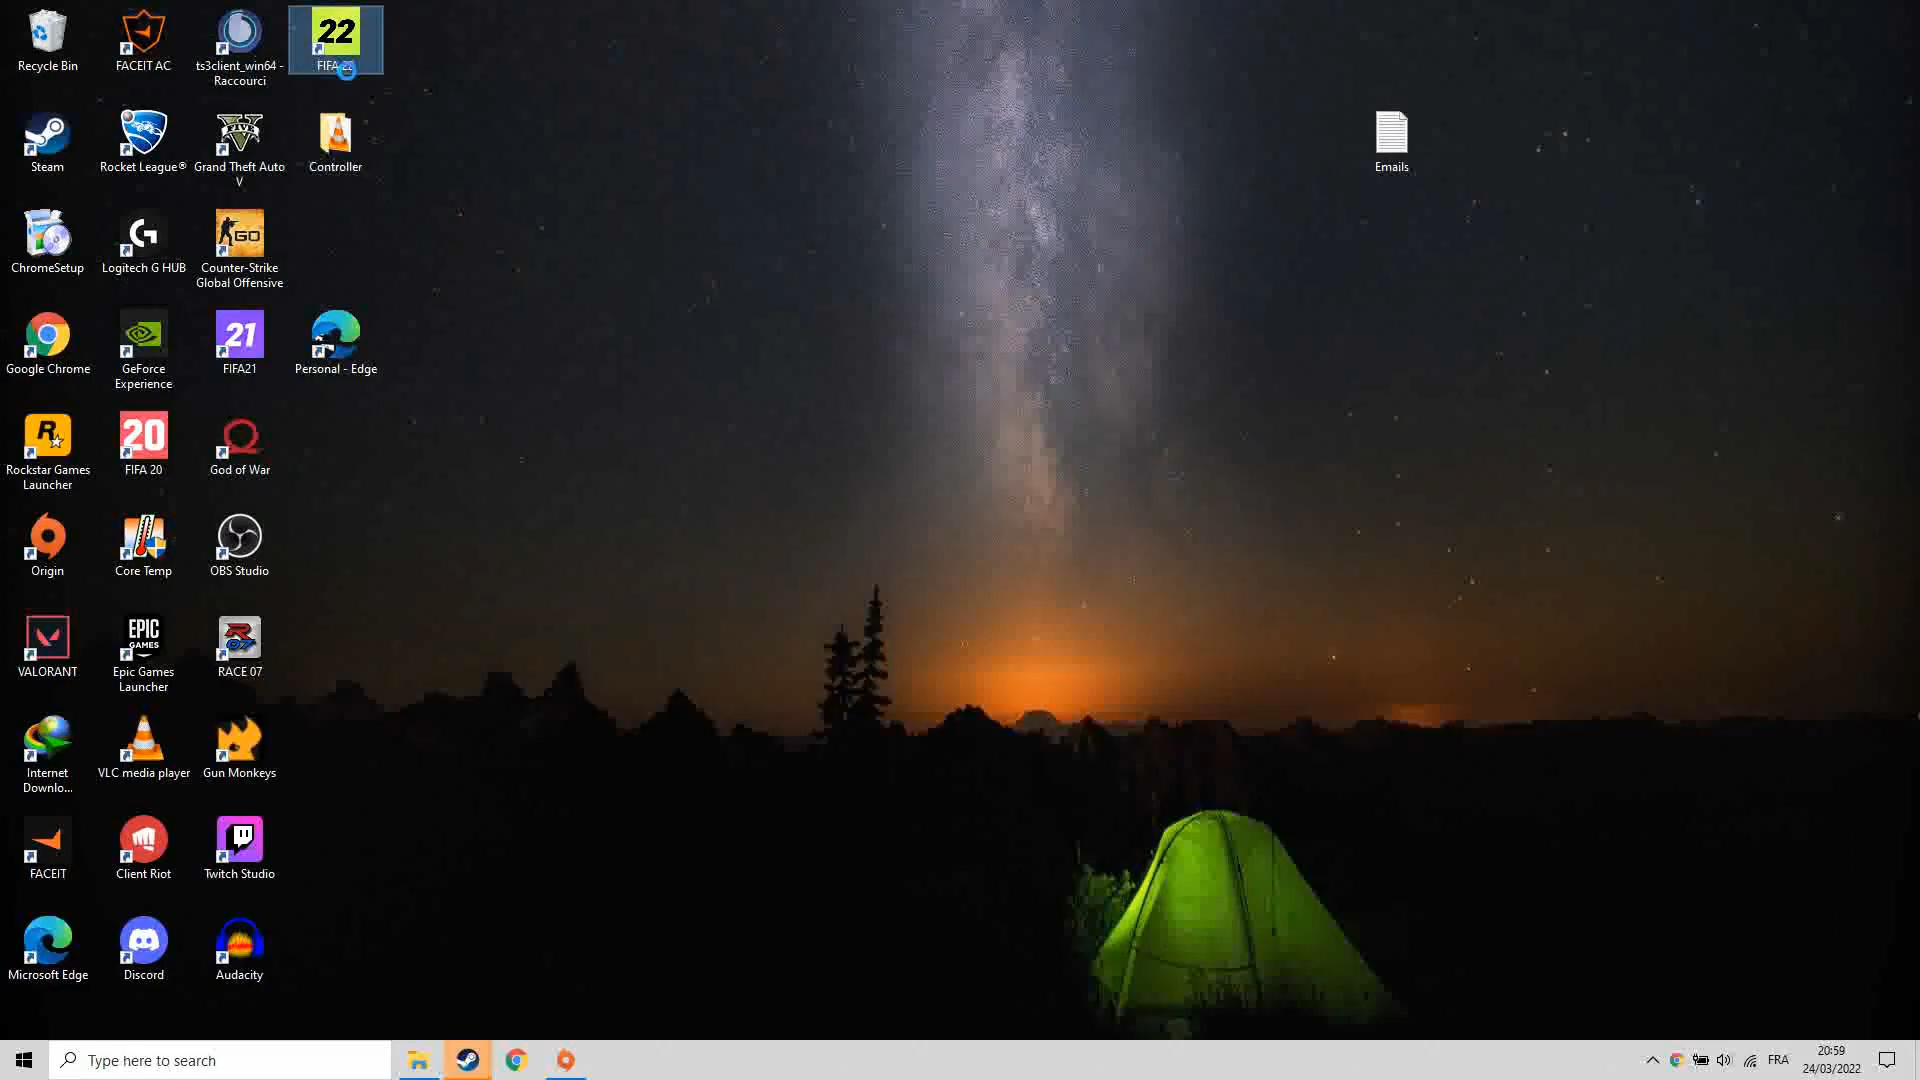 22
Recycle Bin
FACEIT AC
ts3client_win64 -
Raccourci
FIFA 22
Steam
Rocket League®
FIVE
Grand Theft Auto
V
Controller
Emails
ChromeSetup
Logitech G HUB
GO
Counter-Strike
Global Offensive
21
Google Chrome
GeForce
Experience
FIFA21
Personal - Edge
R
20
Rockstar Games
Launcher
FIFA 20
God of War
Origin
Core Temp
OBS Studio
EPIC
GAMES
R
07
VALORANT
Epic Games
Launcher
RACE 07
Internet
Downlo...
VLC media player
Gun Monkeys
FACEIT
Client Riot
Twitch Studio
Microsoft Edge
Discord
Audacity
Type here to search
FRA
20:59
24/03/2022